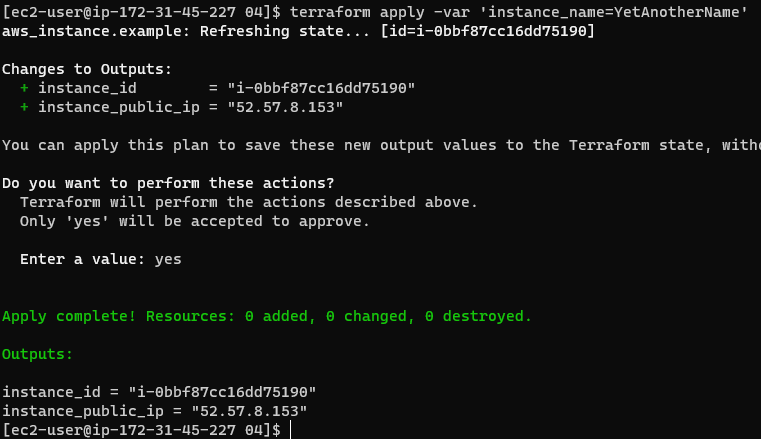 [ec2-user@ip-172-31-45-227 04]$ terraform apply -var 'instance_name=YetAnotherName'
aws_instance.example: Refreshing state... [id=i-0bbf87cc16dd75190]
Changes to Outputs:
+ instance_id        = "i-0bbf87cc16dd75190"
+ instance_public_ip = "52.57.8.153"
You can apply this plan to save these new output values to the Terraform state,
Do you want to perform these actions?
Terraform will perform the actions described above.
Only 'yes' will be accepted to approve.
Enter a value: yes
Apply complete! Resources: 0 added, 0 changed, 0 destroyed.
Outputs:
instance_id = "i-0bbf87cc16dd75190"
instance_public_ip = "52.57.8.153"
[ec2-user@ip-172-31-45-227 04]$